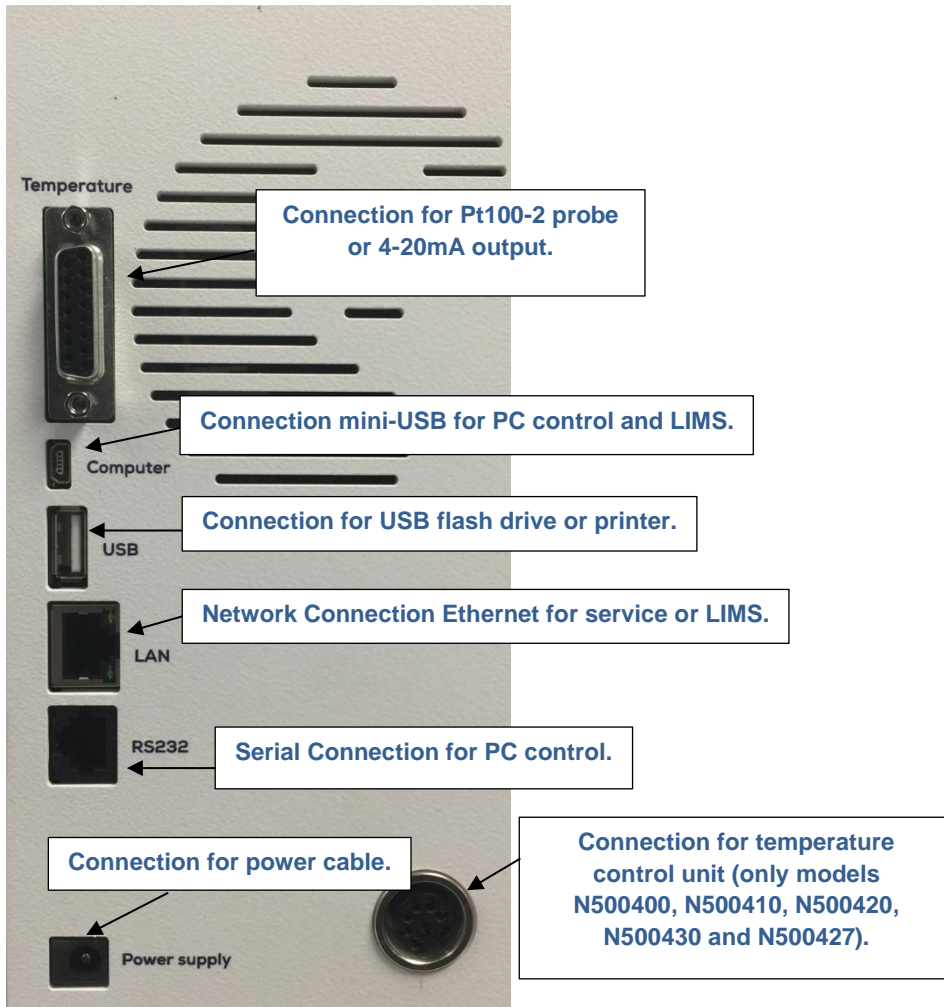 Temperature
Connection for Pt100-2 probe
or 4-20mA output.
Connection mini-USB for PC control and LIMS.
Computer
Connection for USB flash drive or printer.
USB
Network Connection Ethernet for service or LIMS.
LAN
RS232
Serial Connection for PC control.
Connection for power cable.
Connection for temperature
control unit (only models
N500400, N500410, N500420,
N500430 and N500427).
Power supply